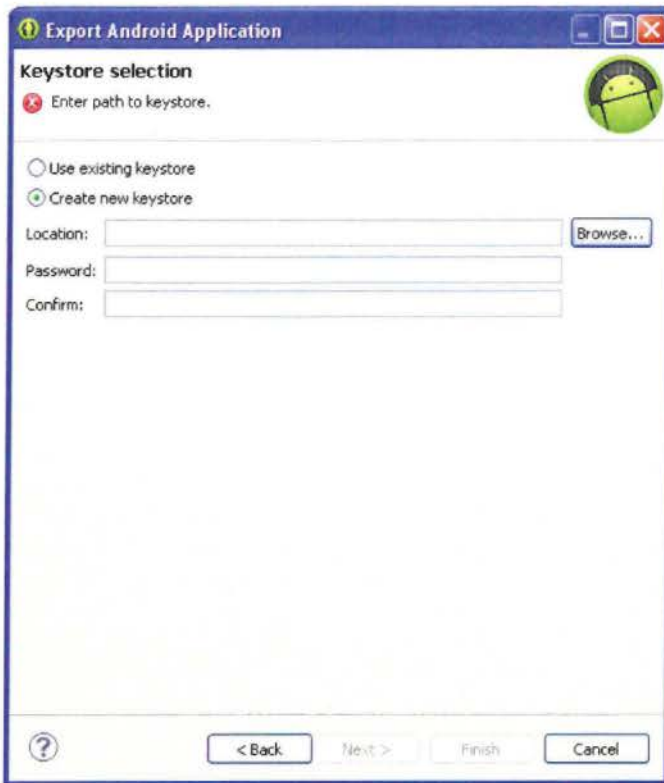 Export Android Application
Keystore selection
Enter path to keystore.
Use existing keystore
Create new keystore
Location:
Browse...
Password:
Confirm:
?
< Back
Next >
Finish
Cancel